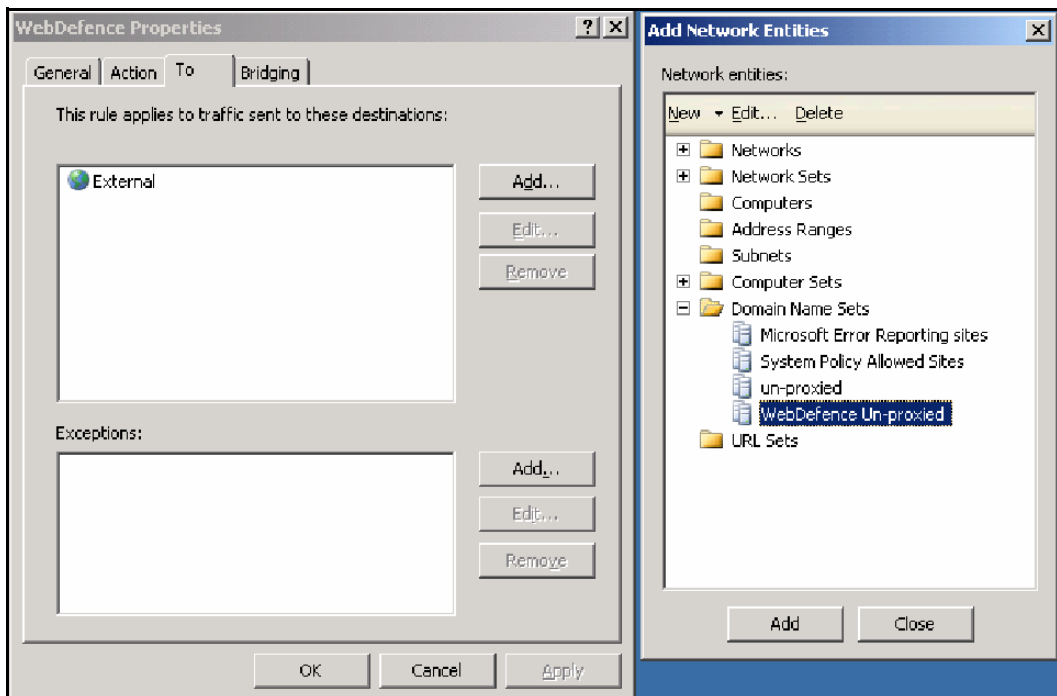 WebDefence Properties
General
Action
To
Bridging
This rule applies to traffic sent to these destinations:
External
Add...
Edit...
Remove
Exceptions:
Add...
Edit...
Remove
OK
Cancel
Apply
Add Network Entities
Network entities:
New Edit... Delete
Networks
Network Sets
Computers
Address Ranges
Subnets
Computer Sets
Domain Name Sets
Microsoft Error Reporting sites
System Policy Allowed Sites
un-proxied
WebDefence Un-proxied
URL Sets
Add
Close